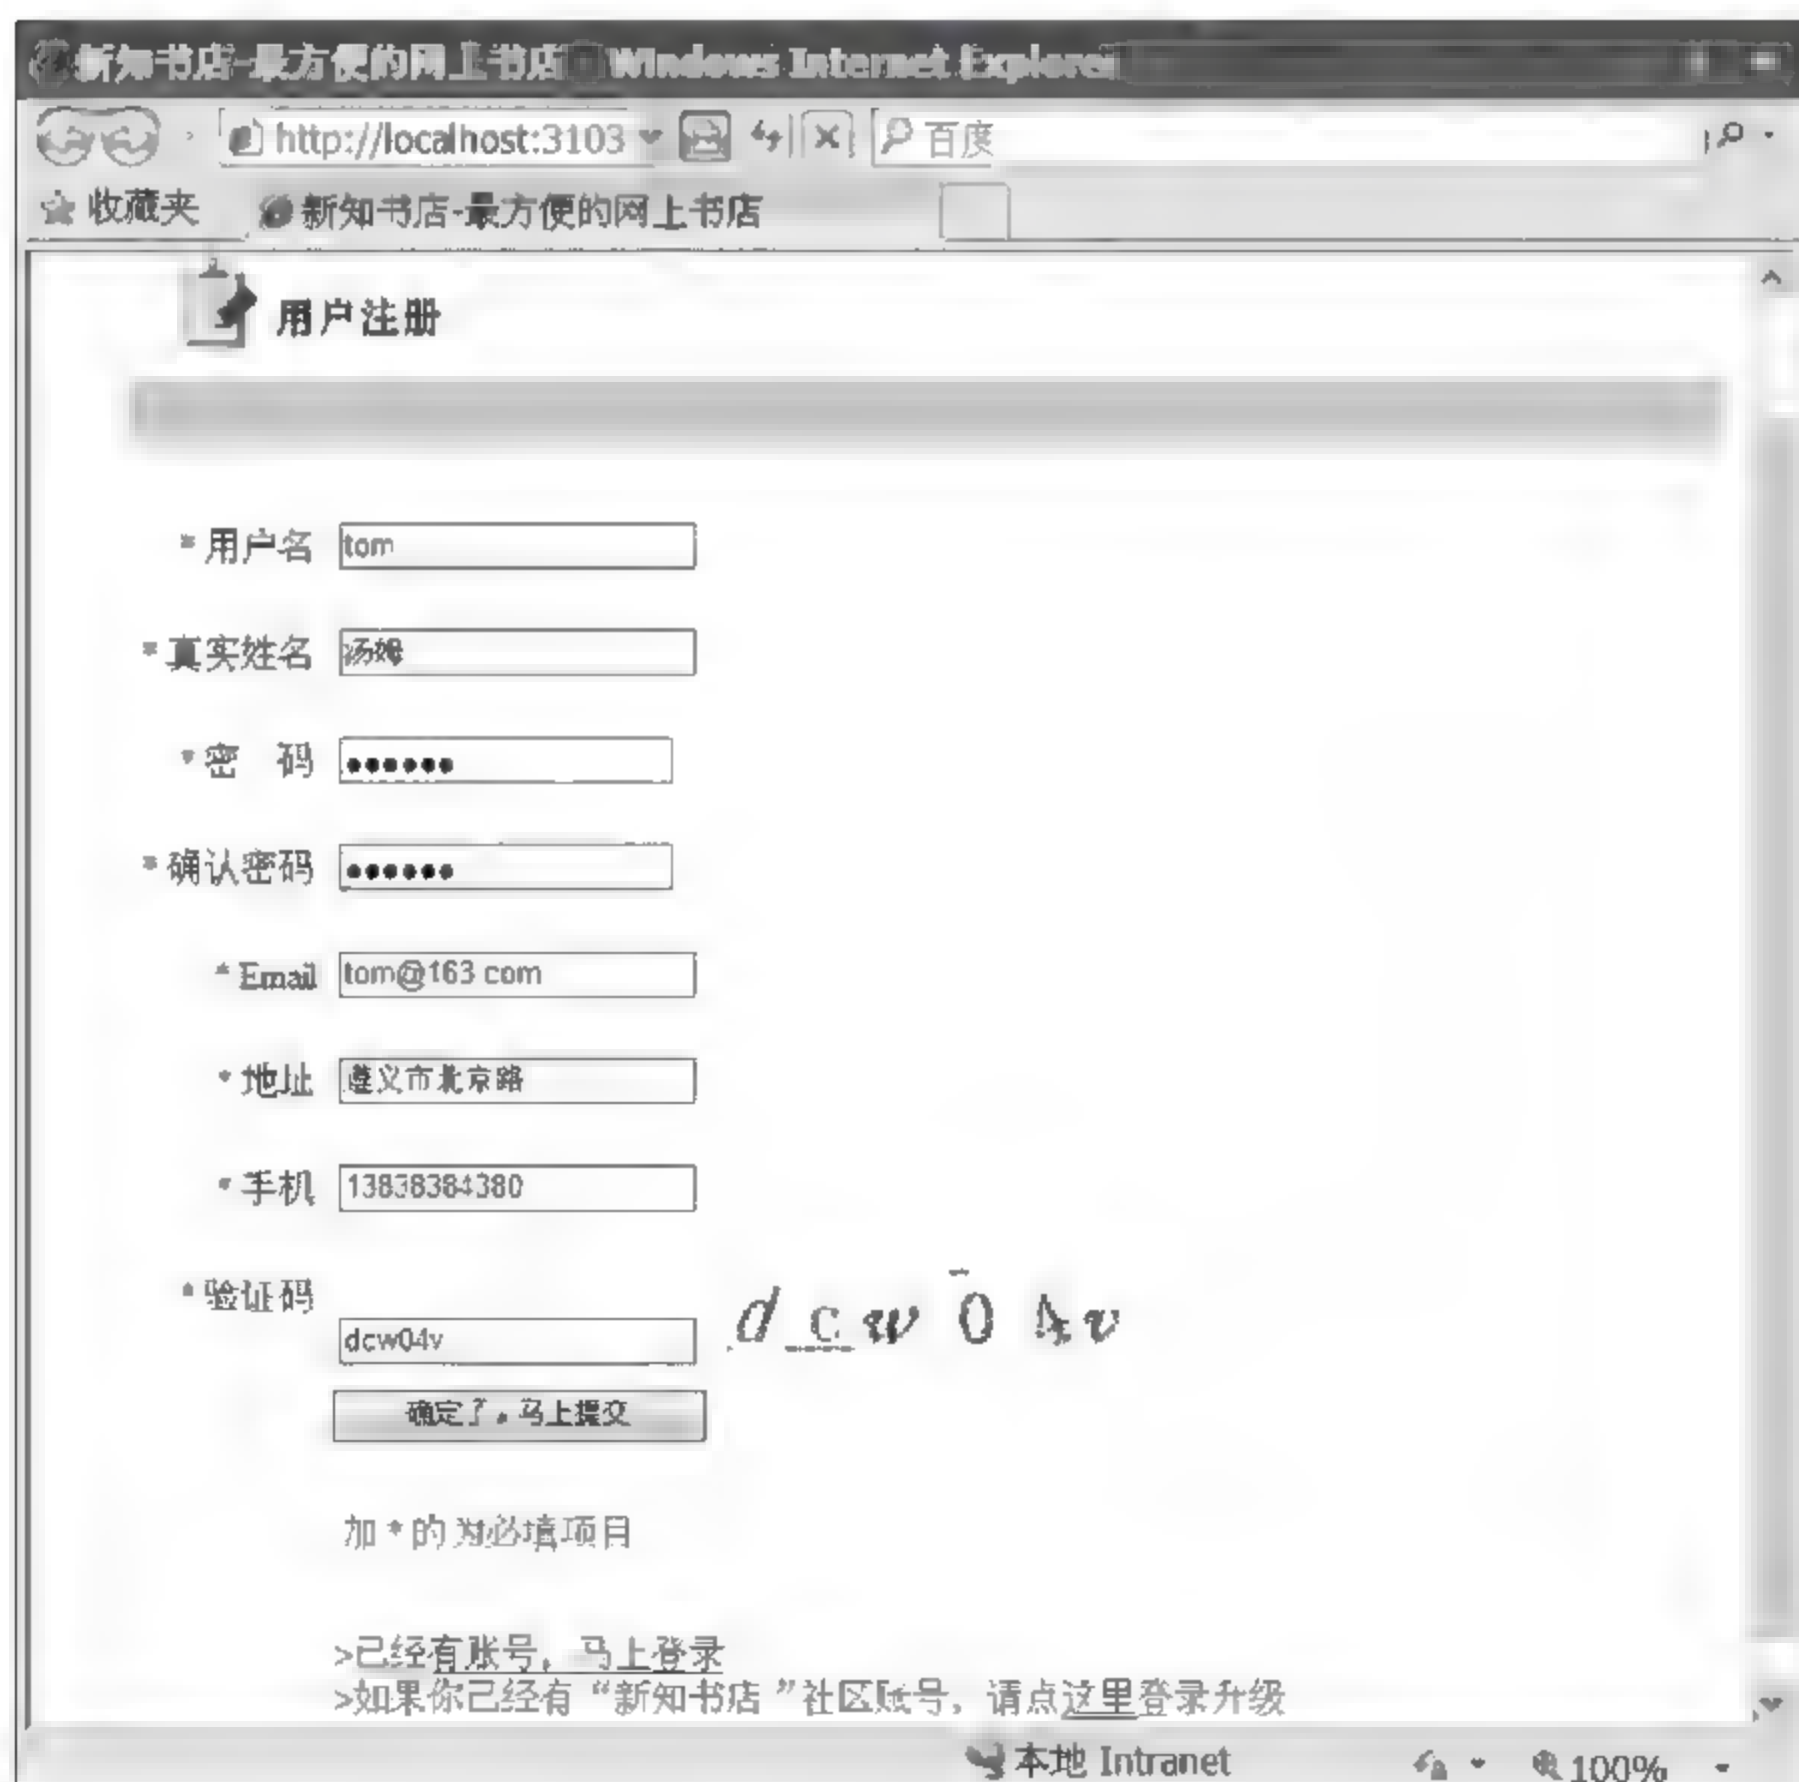 新知书店-最方便的网上书店 - Windows Internet Explorer
http://localhost:3103
百度
收藏夹
新知书店-最方便的网上书店
用户注册
*用户名 tom
*真实姓名 汤姆
*密 码 ●●●●●●
*确认密码 ●●●●●●
*Email tom@163.com
*地址 遵义市北京路
*手机 13838384380
*验证码
dcw04v
d c w 0 4 v
确定了,马上提交
加*的为必填项目
>已经有账号,马上登录
>如果你已经有“新知书店”社区账号,请点这里登录升级
本地 Intranet
100%